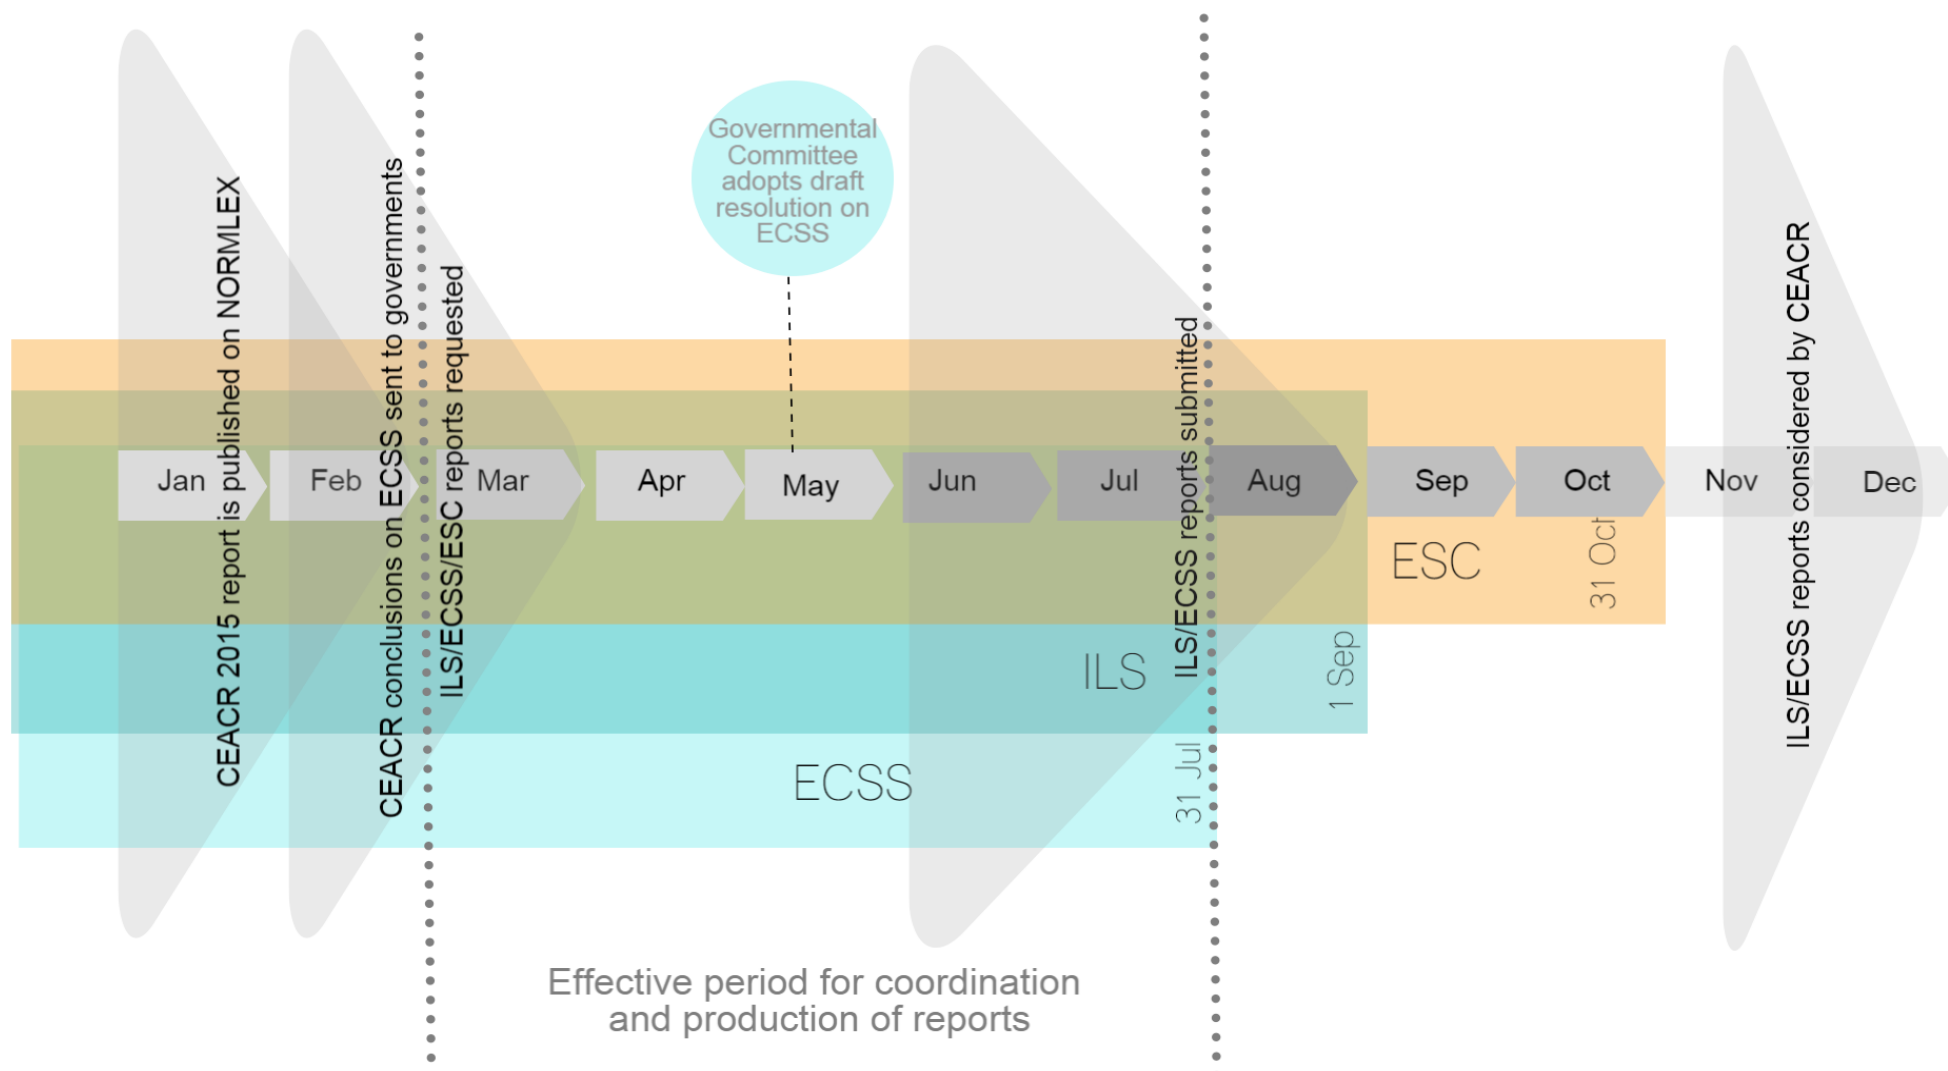 Governmental
Committee
adopts draft
resolution on
ECSS
CEACR 2015 report is published on NORMLEX
CEACR conclusions on ECSS sent to governments
ILS/ECSS/ESC reports requested
ILS/ECSS reports submitted
ILS/ECSS reports considered by CEACR
Jan
Feb
Mar
Apr
May
Jun
Jul
Aug
Sep
Oct
Nov
Dec
ESC
31 Oct
ILS
1 Sep
ECSS
31 Jul
Effective period for coordination
and production of reports